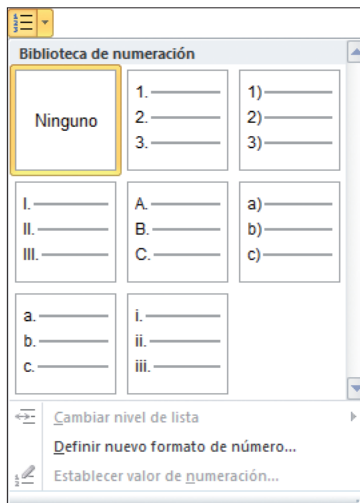 Biblioteca de numeración
Ninguno
1.
2.
3.
1)
2)
3)
I.
II.
III.
A.
B.
C.
a)
b)
c)
a.
b.
c.
i.
ii.
iii.
Cambiar nivel de lista
Definir nuevo formato de número...
Establecer valor de numeración...